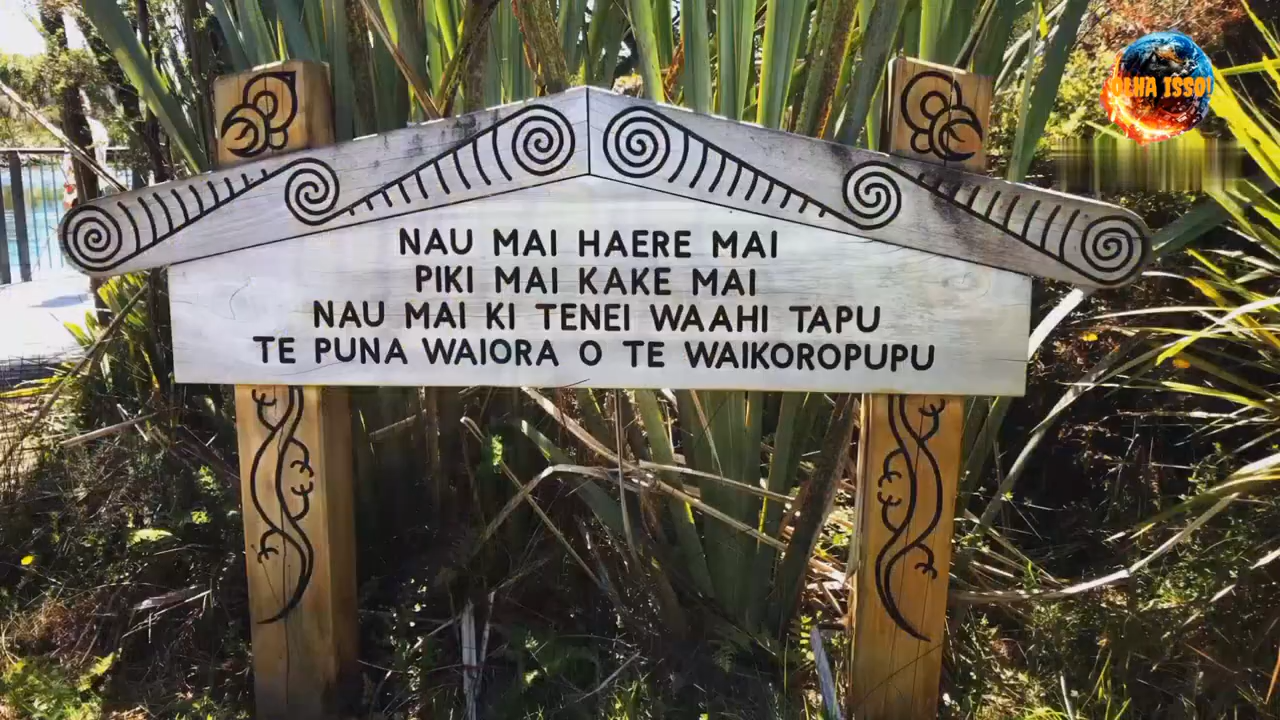 OLHA ISSO!
NAU MAI HAERE MAI
PIKI MAI KAKE MAI
NAU MAI KI TENEI WAAHI TAPU
TE PUNA WAIORA O TE WAIKOROPUPU